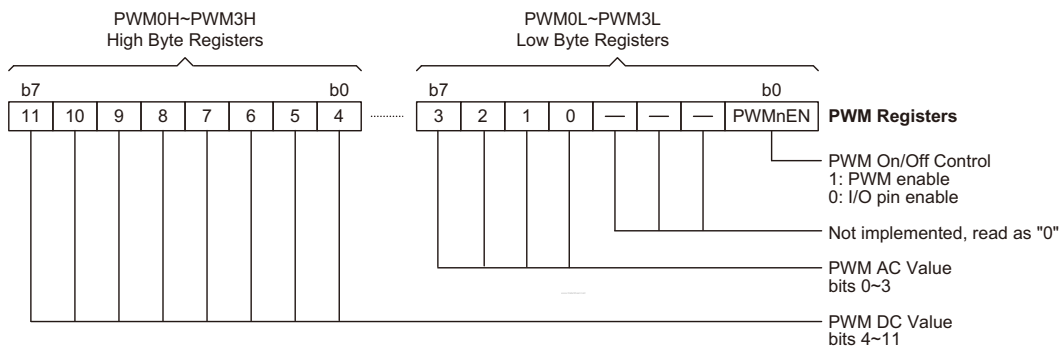 PWM0H~PWM3H
High Byte Registers
PWM0L~PWM3L
Low Byte Registers
b7 b0 b7 b0
11 10 9 8 7 6 5 4 3 2 1 0 — — — PWMnEN PWM Registers
PWM On/Off Control
1: PWM enable
0: I/O pin enable
Not implemented, read as "0"
PWM AC Value
bits 0~3
PWM DC Value
bits 4~11